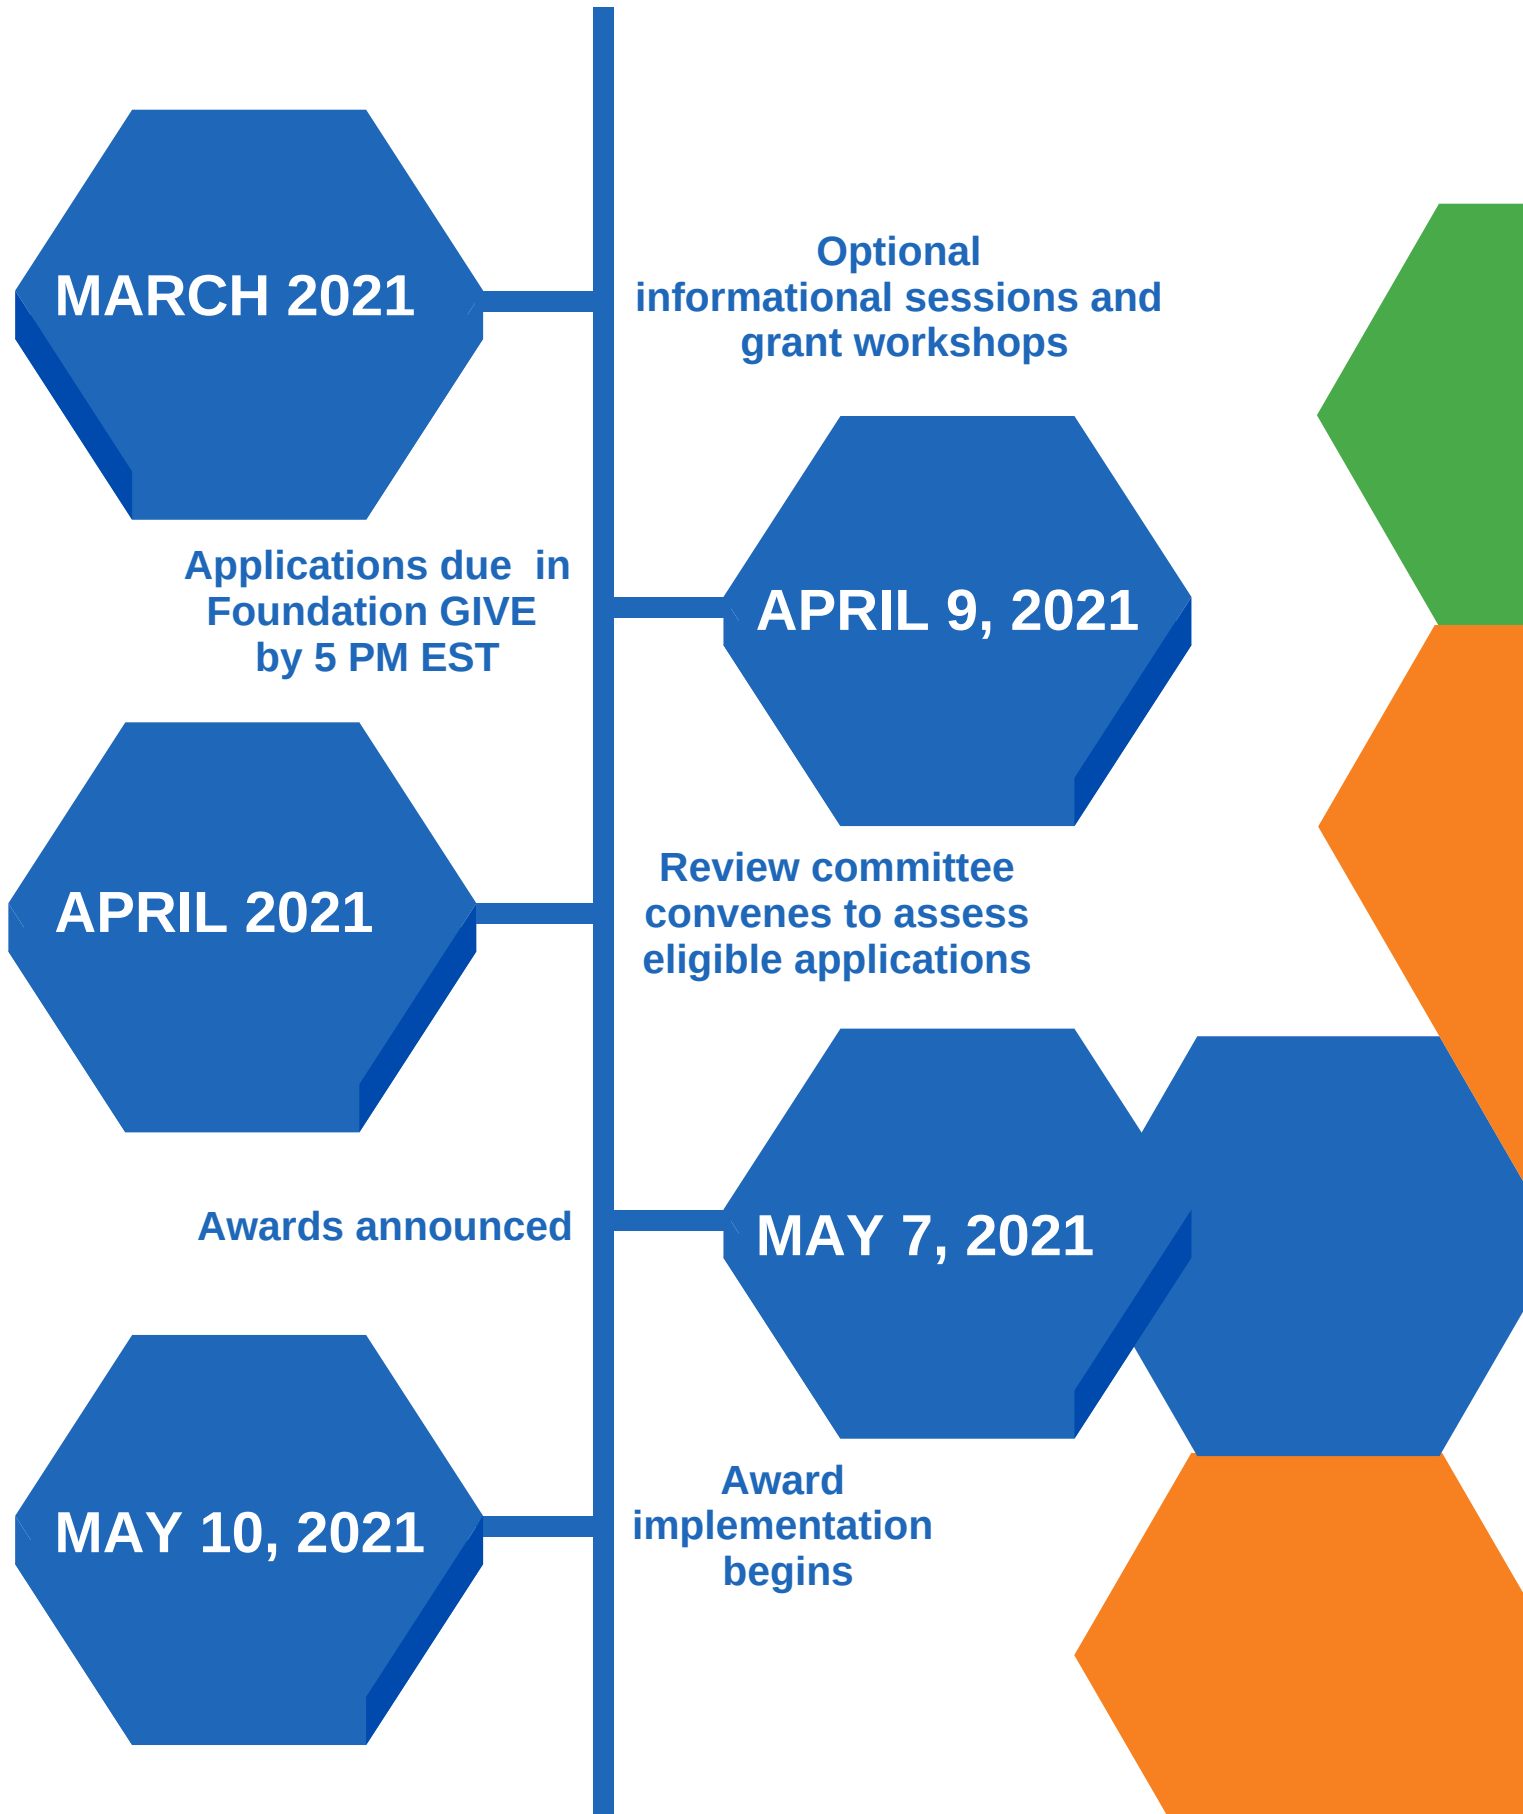 MARCH 2021
Optional
informational sessions and
grant workshops
Applications due in
Foundation GIVE
by 5 PM EST
APRIL 9, 2021
APRIL 2021
Review committee
convenes to assess
eligible applications
Awards announced
MAY 7, 2021
MAY 10, 2021
Award
implementation
begins